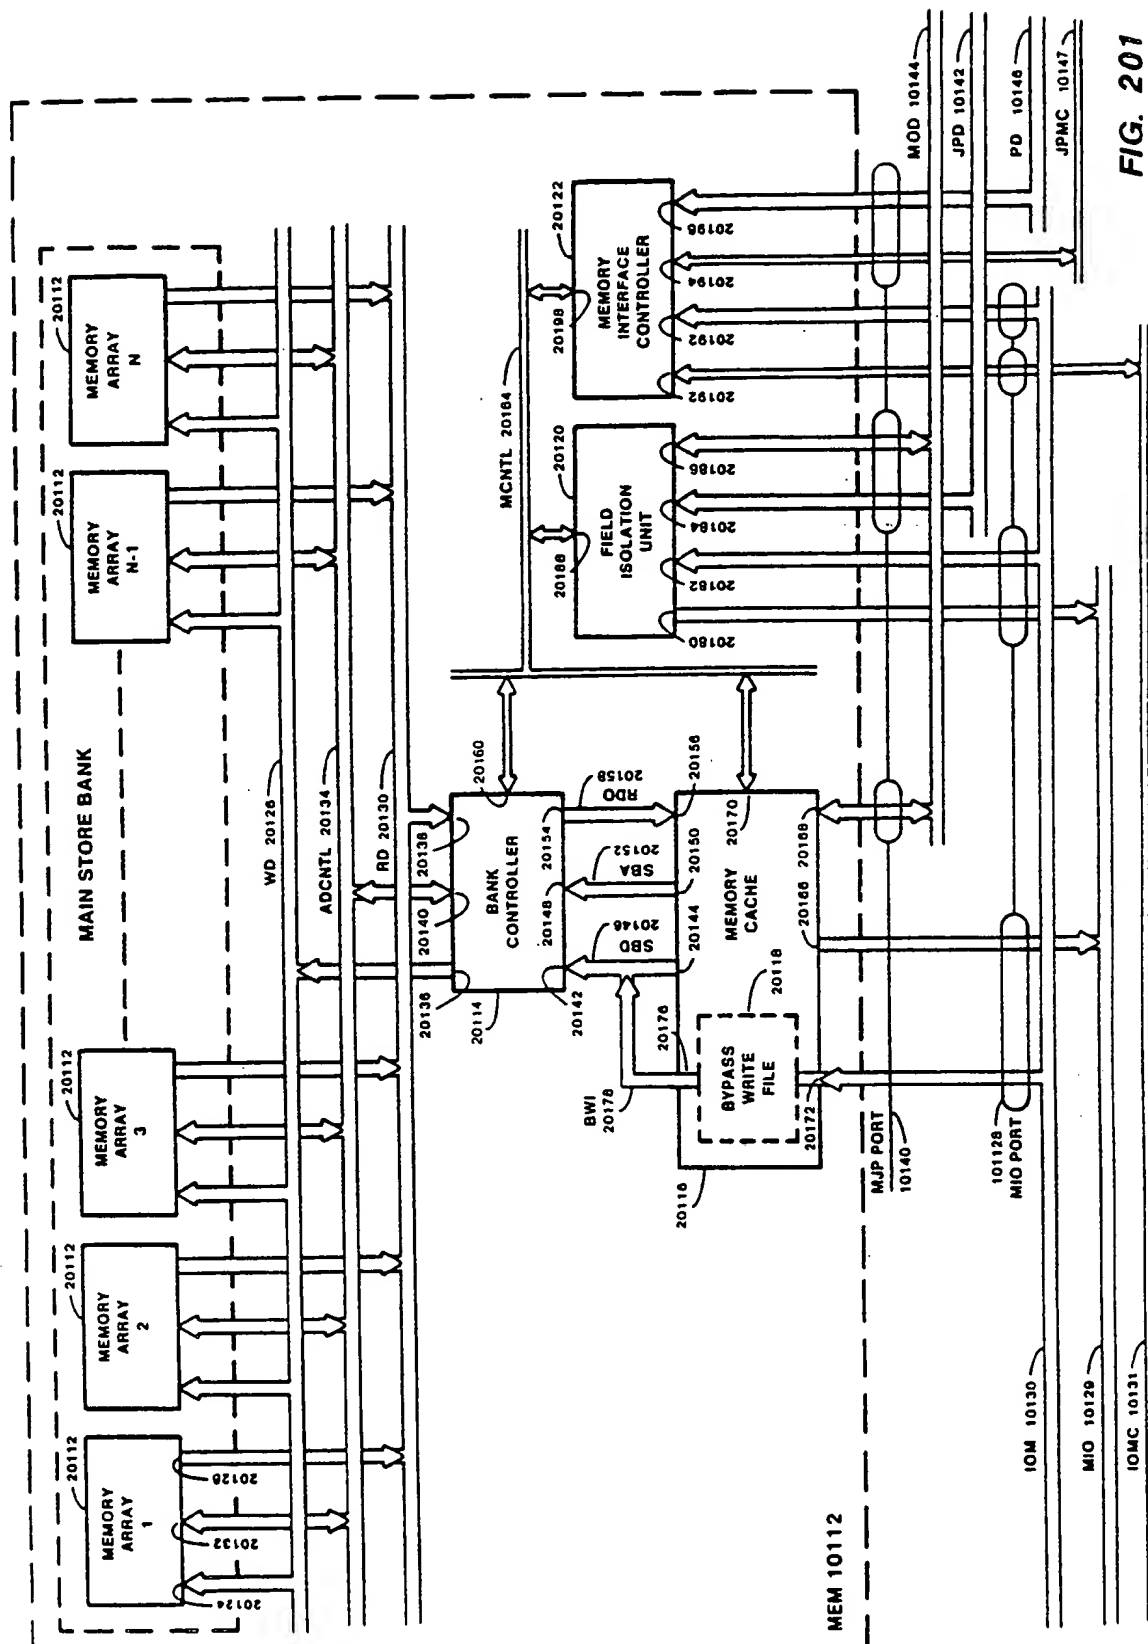 MAIN STORE BANK
20112
MEMORY
ARRAY
1
20112
MEMORY
ARRAY
2
20112
MEMORY
ARRAY
3
20112
MEMORY
ARRAY
N-1
20112
MEMORY
ARRAY
N
20124
20132
20128
WD 20126
ADCNTL 20134
RD 20130
20136
20140
20138
20160
20114
BANK
CONTROLLER
20142
20148
20154
SBD
20146
SBA
20152
RDO
20158
20144
20150
20156
BWI
20178
20176
20118
BYPASS
WRITE
FILE
MEMORY
CACHE
20170
20116
20172
20166
20168
MCNTL 20164
20188
20120
FIELD
ISOLATION
UNIT
20180
20182
20184
20186
20198
20122
MEMORY
INTERFACE
CONTROLLER
20192
20192
20194
20196
MEM 10112
MJP PORT
10140
101128
MIO PORT
MOD 10144
JPD 10142
PD 10146
JPMC 10147
IOM 10130
MIO 10129
IOMC 10131
FIG. 201